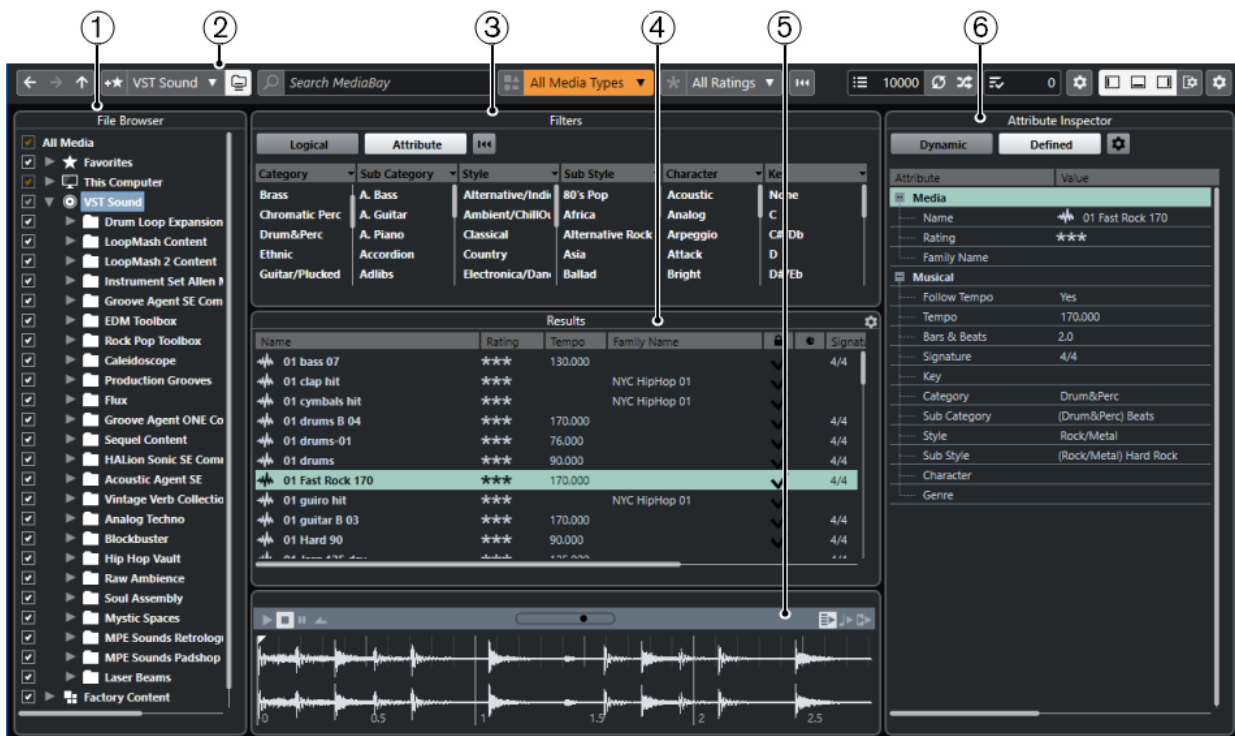 1 2 3 4 5 6
VST Sound Search MediaBay All Media Types All Ratings 10000 0
File Browser
All Media
Favorites
This Computer
VST Sound
Drum Loop Expansion
LoopMash Content
LoopMash 2 Content
Instrument Set Allen
Groove Agent SE Com
EDM Toolbox
Rock Pop Toolbox
Caleidoscope
Production Grooves
Flux
Groove Agent ONE Co
Sequel Content
HALion Sonic SE
Acoustic Agent SE
Vintage Verb Collectio
Analog Techno
Blockbuster
Hip Hop Vault
Raw Ambience
Soul Assembly
Mystic Spaces
MPE Sounds Retrolog
MPE Sounds Padshop
Laser Beams
Factory Content
Filters
Logical Attribute
Category Sub Category Style Sub Style Character Key
Brass A. Bass Alternative/Indi 80's Pop Acoustic None
Chromatic Perc A. Guitar Ambient/ChillOu Africa Analog C
Drum&Perc A. Piano Classical Alternative Rock Arpeggio C#/Db
Ethnic Accordion Country Asia Attack D
Guitar/Plucked Adlibs Electronica/Dan Ballad Bright D#/Eb
Results
Name Rating Tempo Family Name Signat
01 bass 07 *** 130.000 4/4
01 clap hit *** NYC HipHop 01
01 cymbals hit *** NYC HipHop 01
01 drums B 04 *** 170.000 4/4
01 drums-01 *** 76.000 4/4
01 drums *** 90.000 4/4
01 Fast Rock 170 *** 170.000 4/4
01 guiro hit *** NYC HipHop 01
01 guitar B 03 *** 170.000 4/4
01 Hard 90 *** 90.000 4/4
0 0.5 1 1.5 2 2.5
Attribute Inspector
Dynamic Defined
Attribute Value
Media
Name 01 Fast Rock 170
Rating ***
Family Name
Musical
Follow Tempo Yes
Tempo 170.000
Bars & Beats 2.0
Signature 4/4
Key
Category Drum&Perc
Sub Category (Drum&Perc) Beats
Style Rock/Metal
Sub Style (Rock/Metal) Hard Rock
Character
Genre